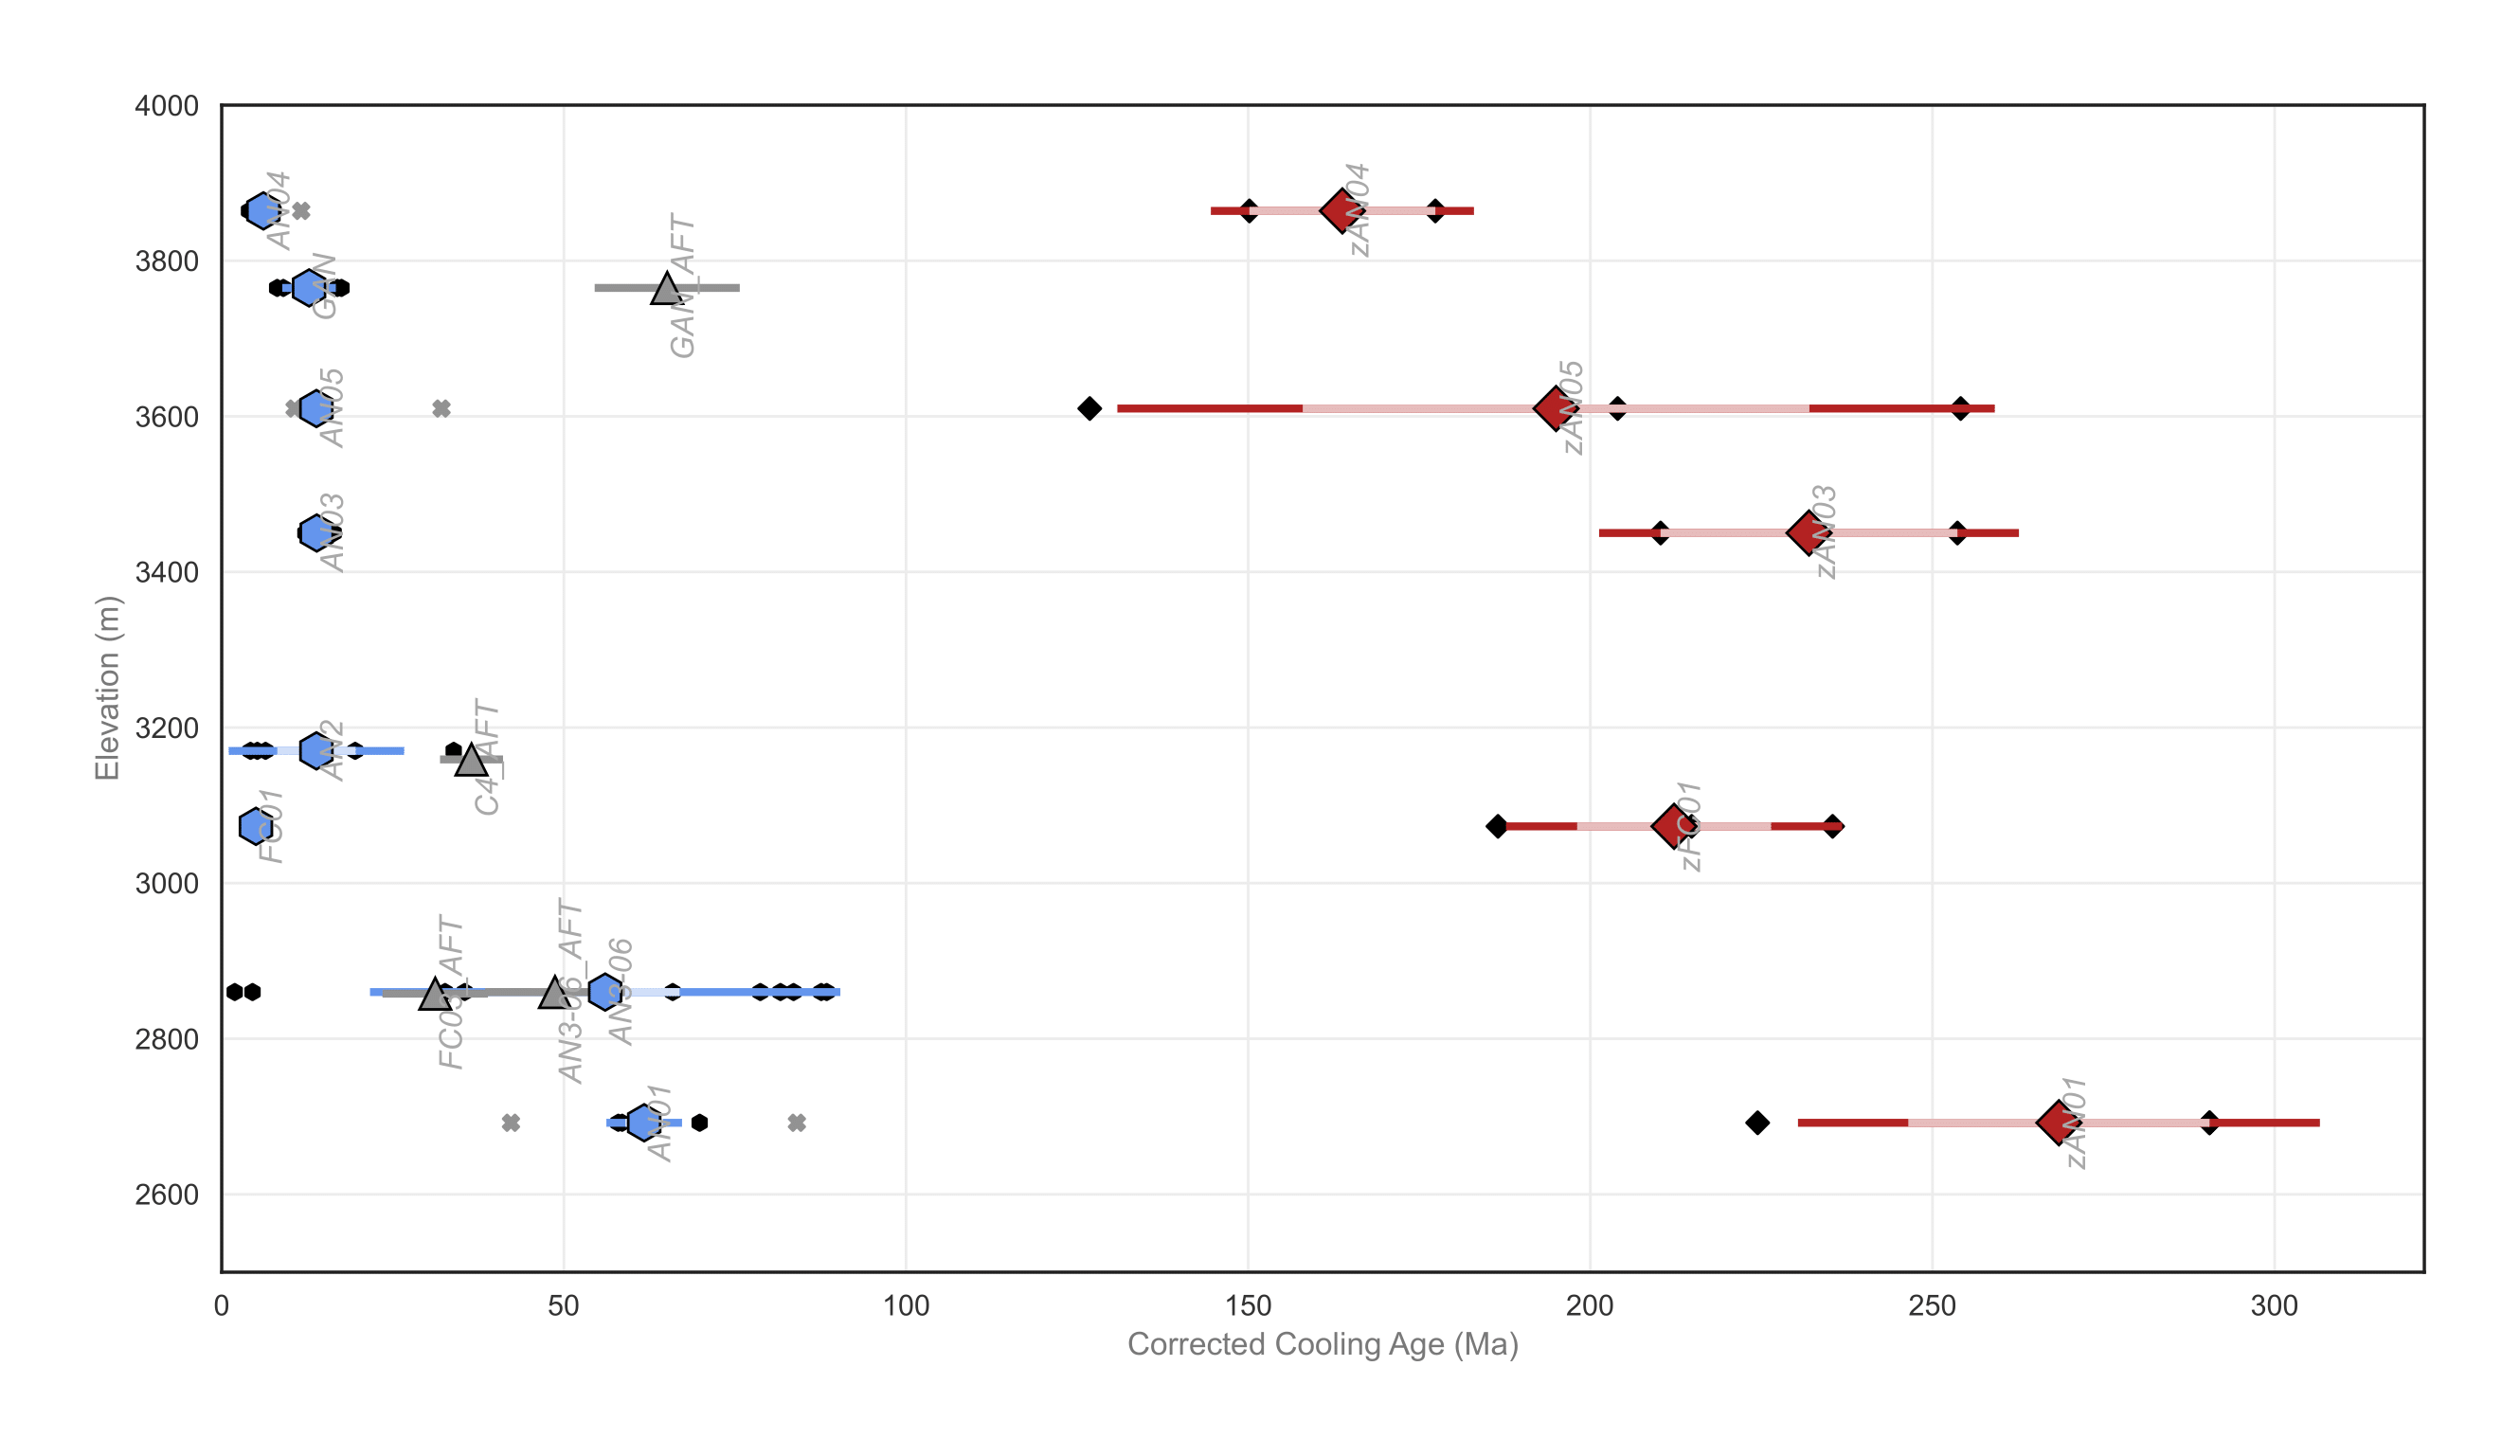 4000
3800
3600
3400
3200
3000
2800
2600
Elevation (m)
AN04
zAN04
GAN
GAN_AFT
AN05
zAN05
AN03
zAN03
AN2
C4_AFT
FC01
zFC01
FC03_AFT
AN3-06_AFT
AN3-06
AN01
zAN01
0
50
100
150
200
250
300
Corrected Cooling Age (Ma)